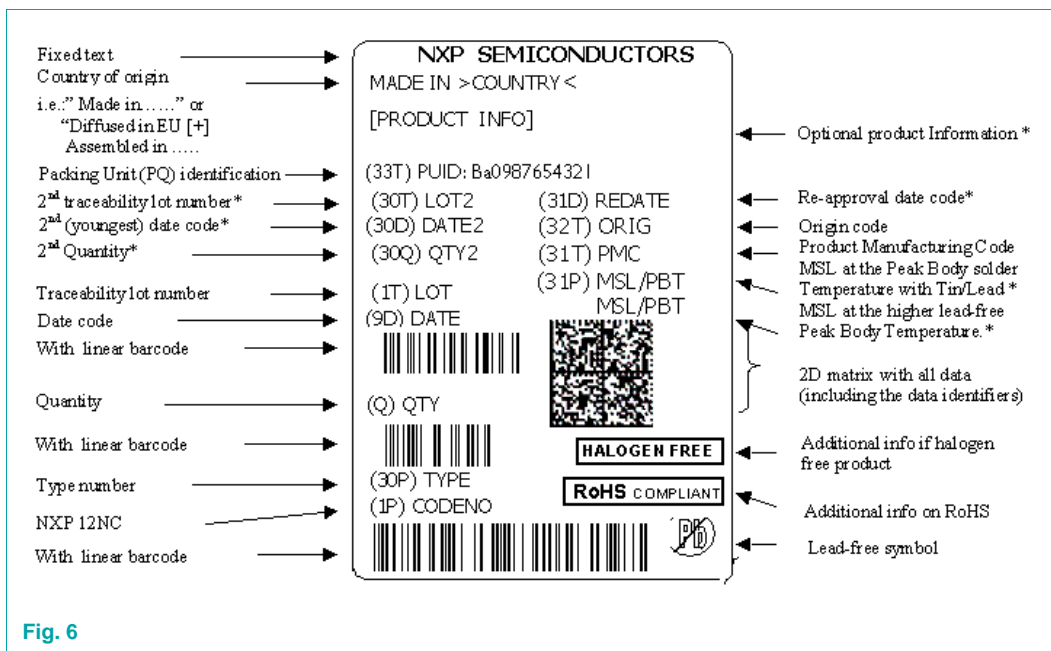 Fixed text
Country of origin
i.e.:" Made in....." or
"Diffused in EU [+]
Assembled in .....
Packing Unit (PQ) identification
2nd traceability lot number*
2nd (youngest) date code*
2nd Quantity*
Traceability lot number
Date code
With linear barcode
Quantity
With linear barcode
Type number
NXP 12NC
With linear barcode
NXP SEMICONDUCTORS
MADE IN >COUNTRY<
[PRODUCT INFO]
(33T) PUID: Ba0987654321
(30T) LOT2 (31D) REDATE
(30D) DATE2 (32T) ORIG
(30Q) QTY2 (31T) PMC
(31P) MSL/PBT
MSL/PBT
(1T) LOT
(9D) DATE
(Q) QTY
HALOGEN FREE
(30P) TYPE
RoHS COMPLIANT
(1P) CODENO
Pb
Optional product Information *
Re-approval date code*
Origin code
Product Manufacturing Code
MSL at the Peak Body solder
Temperature with Tin/Lead *
MSL at the higher lead-free
Peak Body Temperature.*
2D matrix with all data
(including the data identifiers)
Additional info if halogen
free product
Additional info on RoHS
Lead-free symbol
Fig. 6